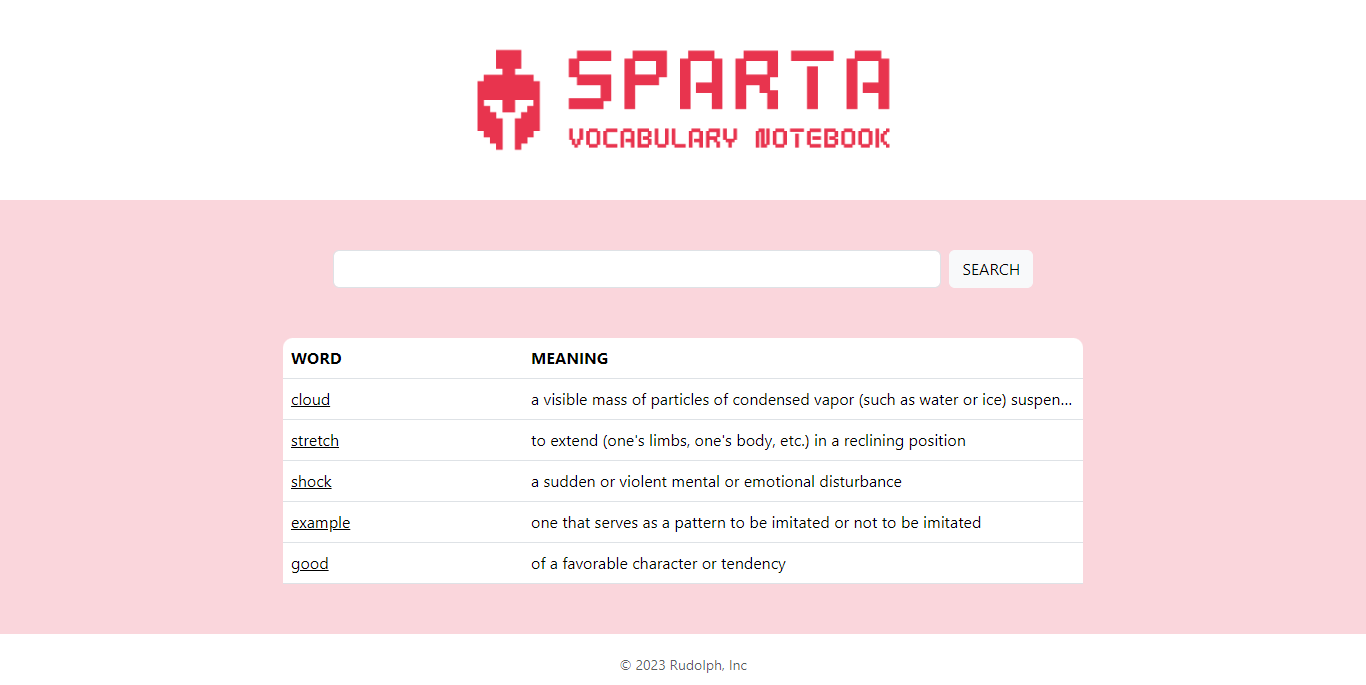 SPARTA
VOCABULARY NOTEBOOK
SEARCH
WORD MEANING
cloud a visible mass of particles of condensed vapor (such as water or ice) suspen...
stretch to extend (one's limbs, one's body, etc.) in a reclining position
shock a sudden or violent mental or emotional disturbance
example one that serves as a pattern to be imitated or not to be imitated
good of a favorable character or tendency
© 2023 Rudolph, Inc